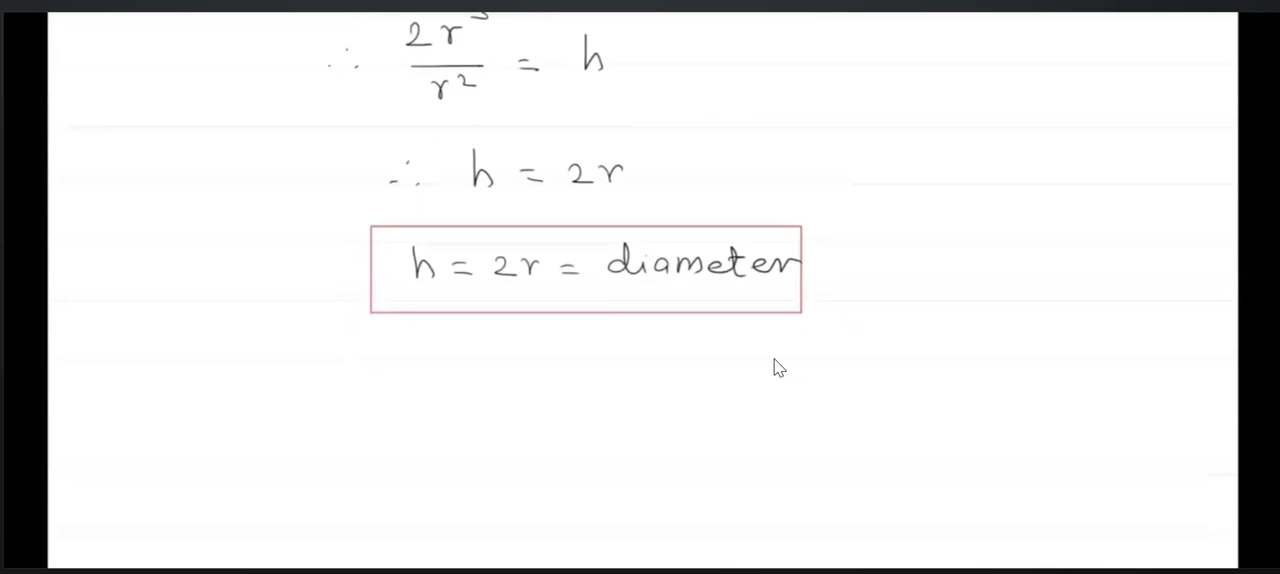 ∴ 2r³/r² = h
∴ h = 2r
h = 2r = diameter